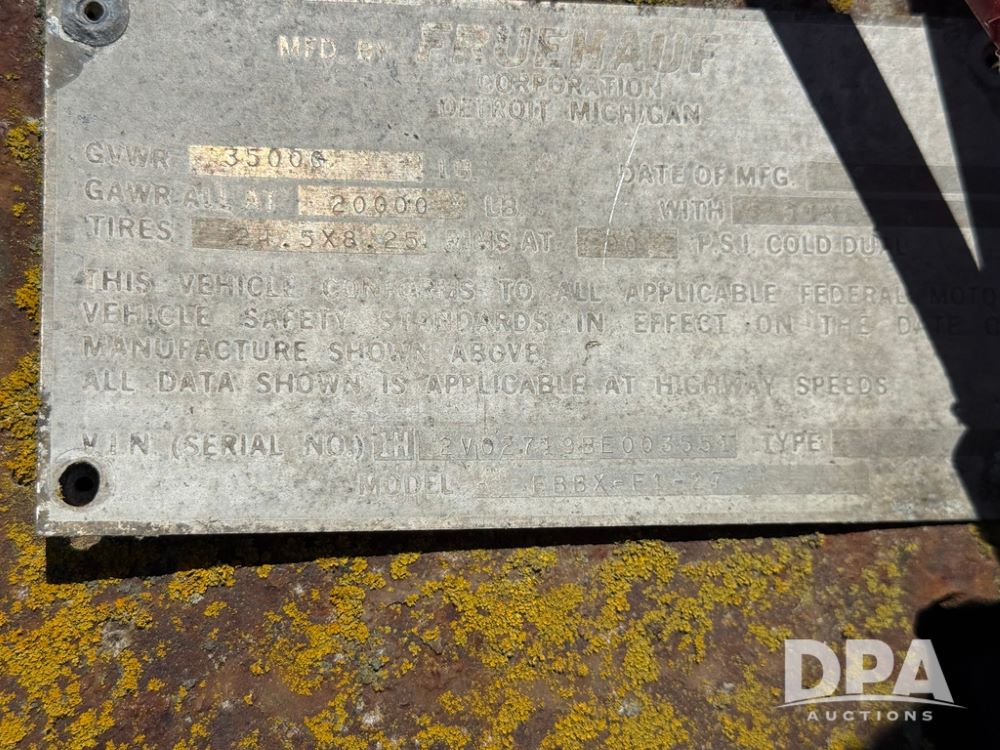 MFD. BY FRUEHAUF
CORPORATION
DETROIT MICHIGAN
GVWR 35000 LB DATE OF MFG.
GAWR ALL AT 20000 LB WITH
TIRES 24.5X8.25 RIMS AT P.S.I. COLD DUAL
THIS VEHICLE CONFORMS TO ALL APPLICABLE FEDERAL MOTO
VEHICLE SAFETY STANDARDS IN EFFECT ON THE DATE O
MANUFACTURE SHOWN ABOVE
ALL DATA SHOWN IS APPLICABLE AT HIGHWAY SPEEDS
V.I.N. (SERIAL NO.) 1H TYPE
MODEL
DPA
AUCTIONS